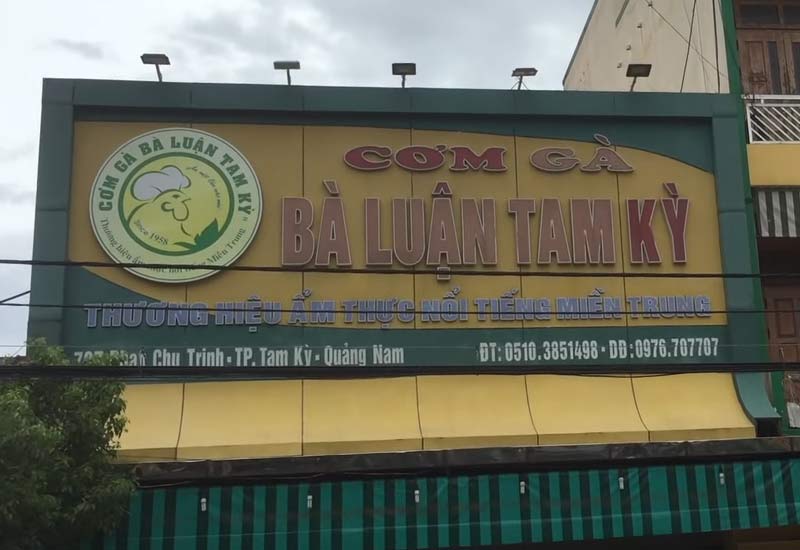 CƠM GÀ BÀ LUẬN TAM KỲ
Since 1958
CƠM GÀ
BÀ LUẬN TAM KỲ
THƯƠNG HIỆU ẨM THỰC NỔI TIẾNG MIỀN TRUNG
Chu Trinh - TP. Tam Kỳ - Quảng Nam
ĐT: 0510.3851498 - DĐ: 0976.707707